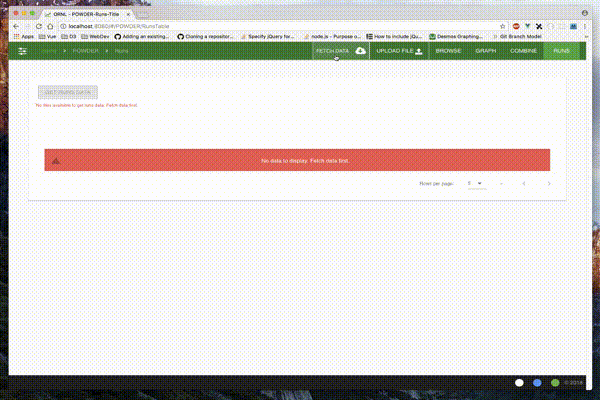 ORNL - POWDER-Runs-Title
localhost:8080/#/POWDER/RunsTable
Apps Vue D3 WebDev Adding an existing... Cloning a repositor... Specify jQuery for... node.js - Purpose o... How to include jQu... Desmos Graphing... Git Branch Model
HOME POWDER Runs FETCH DATA UPLOAD FILE BROWSE GRAPH COMBINE RUNS
GET RUNS DATA
No files available to get runs data. Fetch data first.
No data to display. Fetch data first.
Rows per page: 5
© 2018